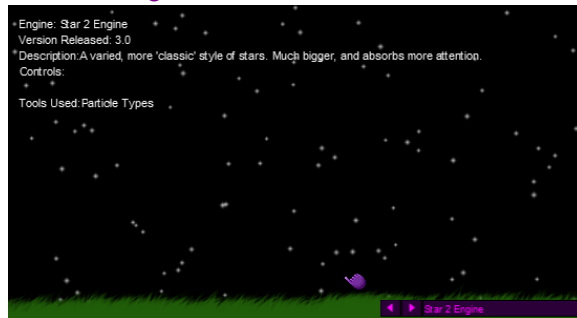 Engine: Star 2 Engine
Version Released: 3.0
Description:A varied, more 'classic' style of stars. Much bigger, and absorbs more attention.
Controls:
Tools Used:Particle Types
Star 2 Engine